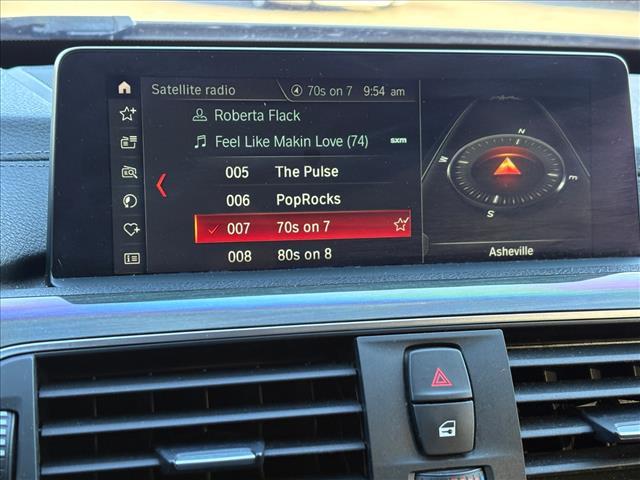 Satellite radio 70s on 7 9:54 am
Roberta Flack
Feel Like Makin Love (74) sxm
005 The Pulse
006 PopRocks
007 70s on 7
008 80s on 8
N
W E
S
Asheville